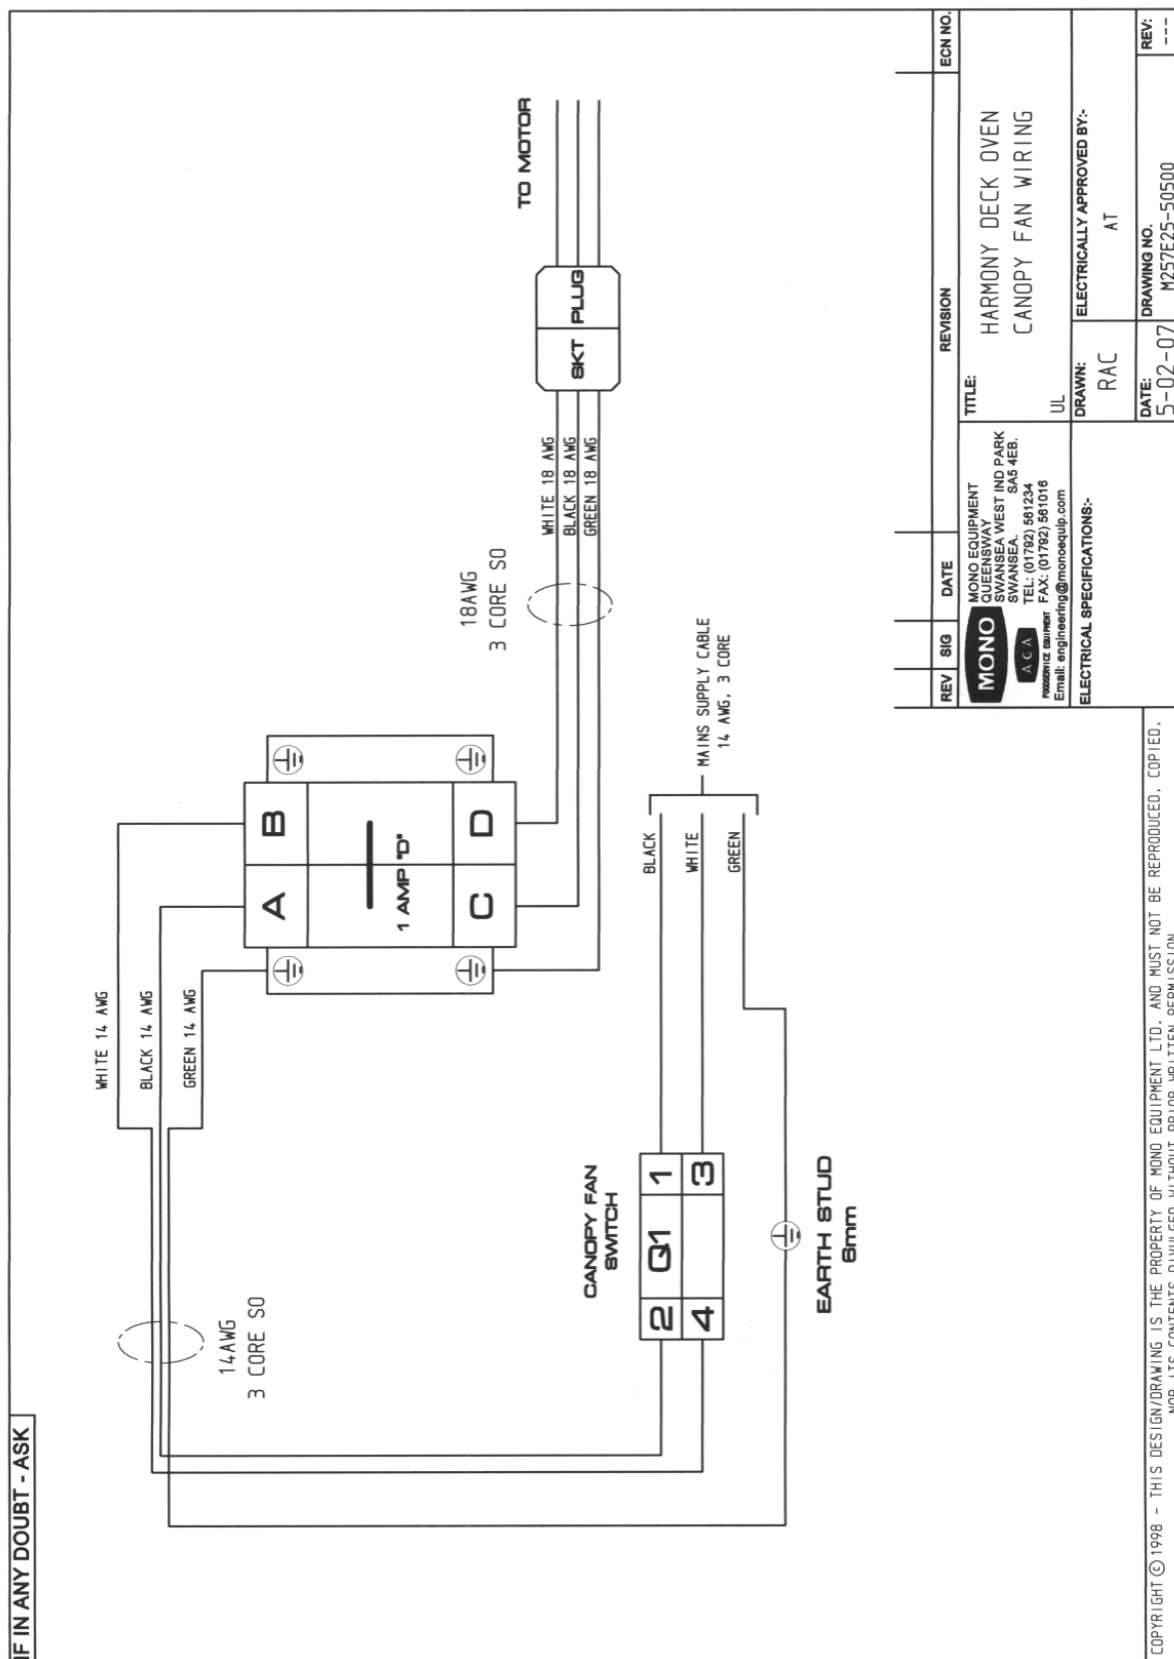 IF IN ANY DOUBT - ASK
14AWG
3 CORE SO
WHITE 14 AWG
BLACK 14 AWG
GREEN 14 AWG
A
B
1 AMP "D"
C
D
18AWG
3 CORE SO
WHITE 18 AWG
BLACK 18 AWG
GREEN 18 AWG
SKT
PLUG
TO MOTOR
CANOPY FAN
SWITCH
2
Q1
1
4
3
BLACK
WHITE
GREEN
MAINS SUPPLY CABLE
14 AWG, 3 CORE
EARTH STUD
6mm
REV
SIG
DATE
REVISION
ECN NO.
MONO
AGA
FOODSERVICE EQUIPMENT
MONO EQUIPMENT
QUEENSWAY
SWANSEA WEST IND PARK
SWANSEA. SA5 4EB.
TEL: (01792) 561234
FAX: (01792) 561016
Email: engineering@monoequip.com
TITLE:
HARMONY DECK OVEN
CANOPY FAN WIRING
UL
ELECTRICAL SPECIFICATIONS:-
DRAWN:
RAC
ELECTRICALLY APPROVED BY:-
AT
DATE:
5-02-07
DRAWING NO.
M257E25-50500
REV:
---
COPYRIGHT © 1998 - THIS DESIGN/DRAWING IS THE PROPERTY OF MONO EQUIPMENT LTD. AND MUST NOT BE REPRODUCED, COPIED,
NOR ITS CONTENTS DIVULGED WITHOUT PRIOR WRITTEN PERMISSION